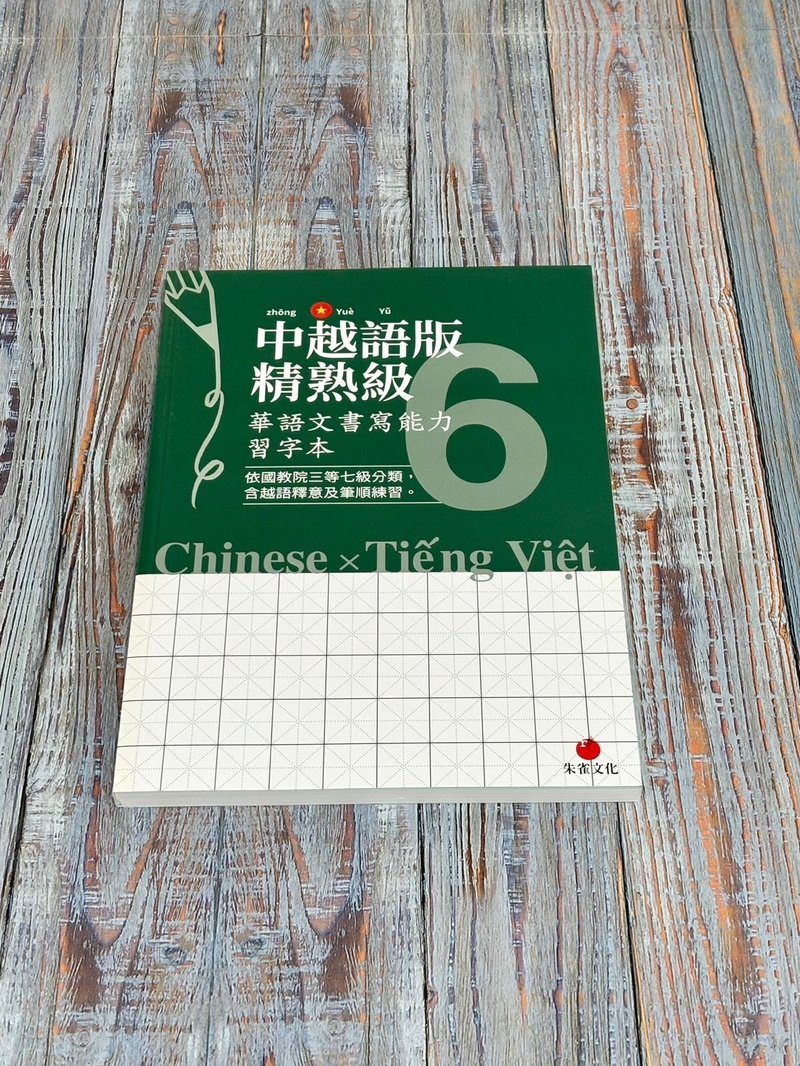 zhōng Yuè Yǔ
中越語版
精熟級
6
華語文書寫能力
習字本
依國教院三等七級分類，
含越語釋意及筆順練習。
Chinese × Tiếng Việt
朱雀文化